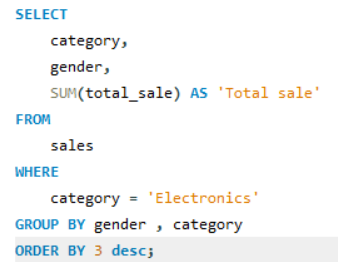 SELECT
category,
gender,
SUM(total_sale) AS 'Total sale'
FROM
sales
WHERE
category = 'Electronics'
GROUP BY gender , category
ORDER BY 3 desc;